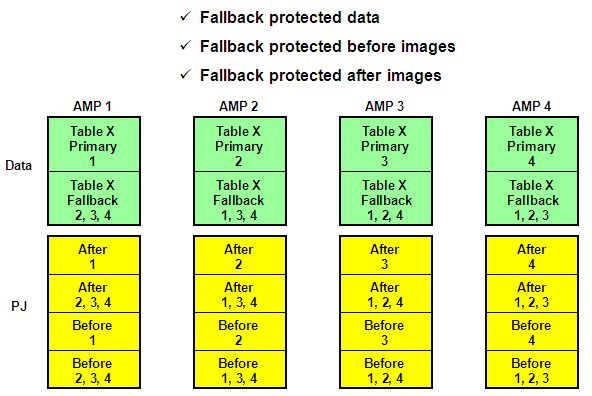 ✓ Fallback protected data
✓ Fallback protected before images
✓ Fallback protected after images
AMP 1 AMP 2 AMP 3 AMP 4
Data
Table X Table X Table X Table X
Primary Primary Primary Primary
1 2 3 4
Table X Table X Table X Table X
Fallback Fallback Fallback Fallback
2, 3, 4 1, 3, 4 1, 2, 4 1, 2, 3
PJ
After After After After
1 2 3 4
After After After After
2, 3, 4 1, 3, 4 1, 2, 4 1, 2, 3
Before Before Before Before
1 2 3 4
Before Before Before Before
2, 3, 4 1, 3, 4 1, 2, 4 1, 2, 3